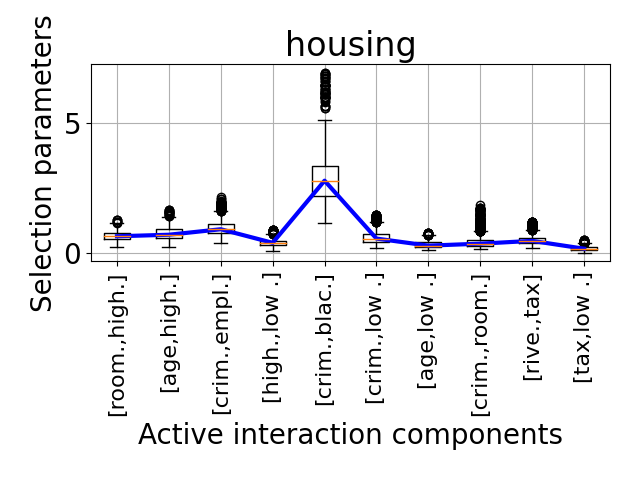 housing
Selection parameters
5
0
[room.,high.]
[age,high.]
[crim.,empl.]
[high.,low .]
[crim.,blac.]
[crim.,low .]
[age,low .]
[crim.,room.]
[rive.,tax]
[tax,low .]
Active interaction components